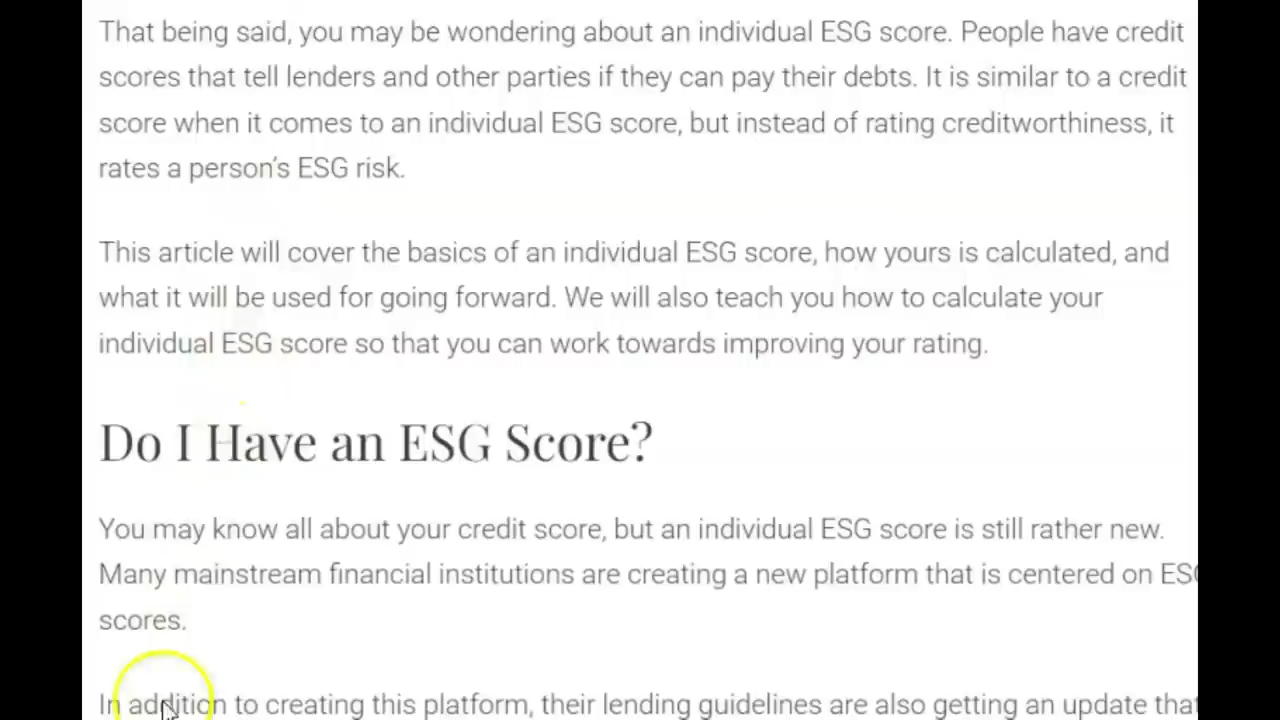 That being said, you may be wondering about an individual ESG score. People have credit
scores that tell lenders and other parties if they can pay their debts. It is similar to a credit
score when it comes to an individual ESG score, but instead of rating creditworthiness, it
rates a person's ESG risk.
This article will cover the basics of an individual ESG score, how yours is calculated, and
what it will be used for going forward. We will also teach you how to calculate your
individual ESG score so that you can work towards improving your rating.
Do I Have an ESG Score?
You may know all about your credit score, but an individual ESG score is still rather new.
Many mainstream financial institutions are creating a new platform that is centered on ESG
scores.
In addition to creating this platform, their lending guidelines are also getting an update that